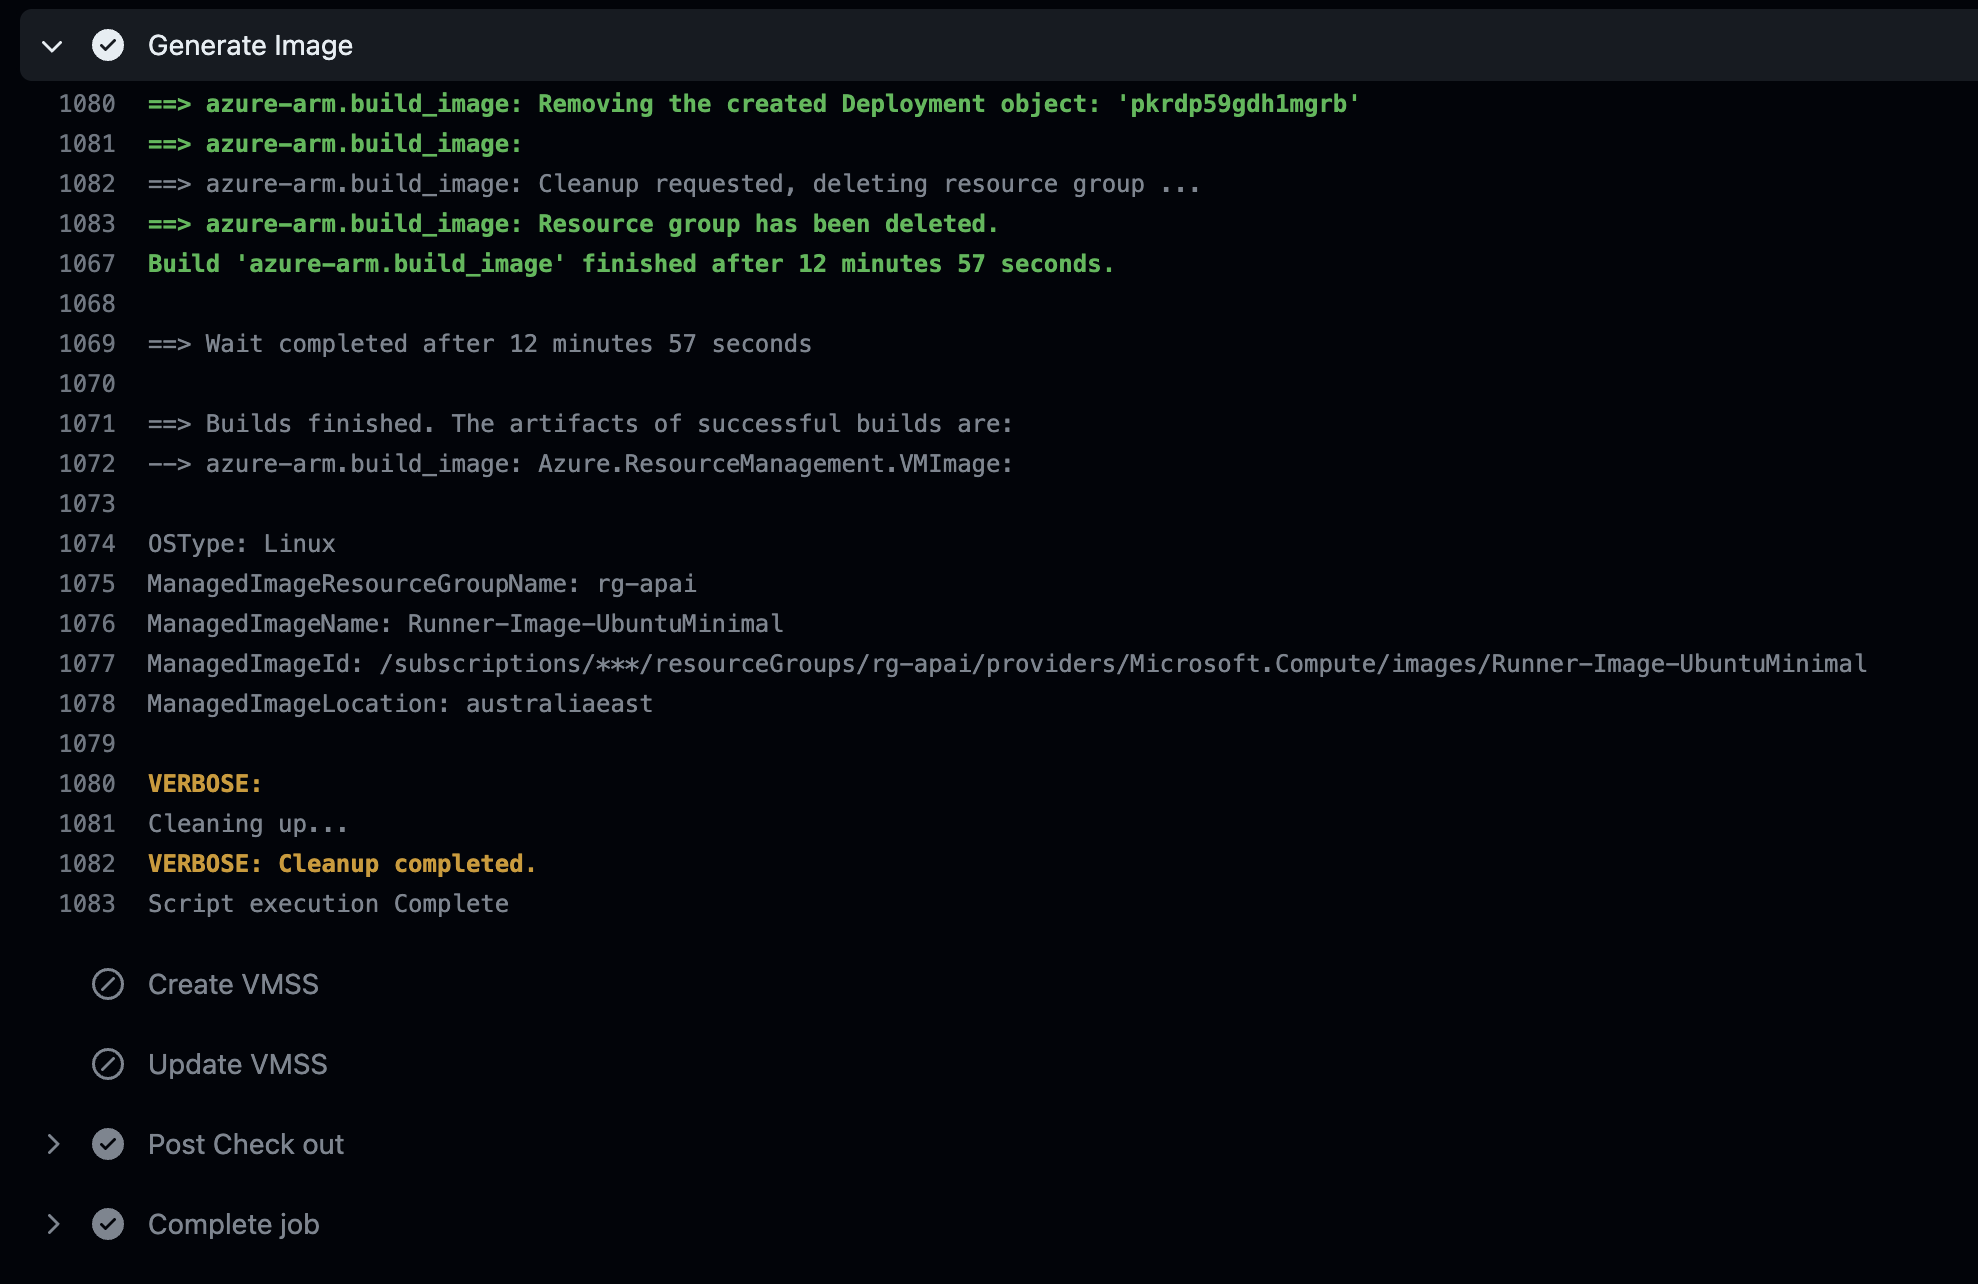 Generate Image
1080 ==> azure-arm.build_image: Removing the created Deployment object: 'pkrdp59gdh1mgrb'
1081 ==> azure-arm.build_image:
1082 ==> azure-arm.build_image: Cleanup requested, deleting resource group ...
1083 ==> azure-arm.build_image: Resource group has been deleted.
1067 Build 'azure-arm.build_image' finished after 12 minutes 57 seconds.
1068
1069 ==> Wait completed after 12 minutes 57 seconds
1070
1071 ==> Builds finished. The artifacts of successful builds are:
1072 --> azure-arm.build_image: Azure.ResourceManagement.VMImage:
1073
1074 OSType: Linux
1075 ManagedImageResourceGroupName: rg-apai
1076 ManagedImageName: Runner-Image-UbuntuMinimal
1077 ManagedImageId: /subscriptions/***/resourceGroups/rg-apai/providers/Microsoft.Compute/images/Runner-Image-UbuntuMinimal
1078 ManagedImageLocation: australiaeast
1079
1080 VERBOSE:
1081 Cleaning up...
1082 VERBOSE: Cleanup completed.
1083 Script execution Complete
Create VMSS
Update VMSS
Post Check out
Complete job